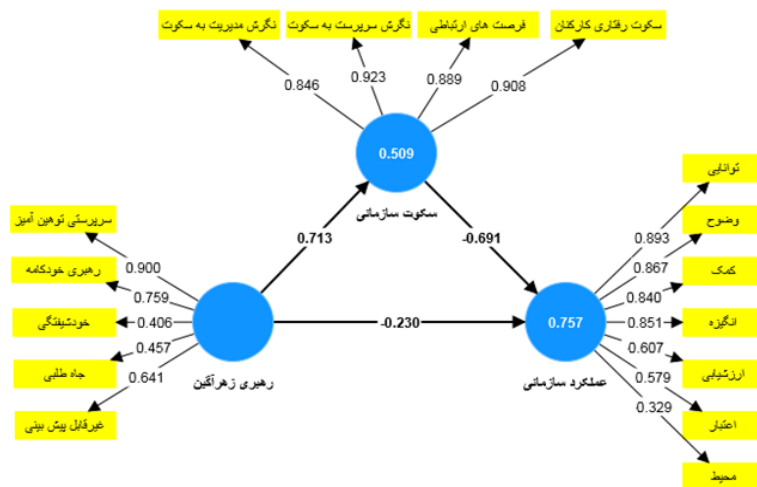 نگرش مدیریت به سکوت
نگرش سرپرست به سکوت
فرصت های ارتباطی
سکوت رفتاری کارکنان
0.846
0.923
0.889
0.908
0.509
سکوت سازمانی
توانایی
وضوح
کمک
انگیزه
ارزشیابی
اعتبار
محیط
0.893
0.867
0.840
0.851
0.607
0.579
0.329
سرپرستی توهین آمیز
رهبری خودکامه
خودشیفتگی
جاه طلبی
غیرقابل پیش بینی
0.900
0.759
0.406
0.457
0.641
0.713
-0.691
-0.230
0.757
رهبری زهرآگین
عملکرد سازمانی